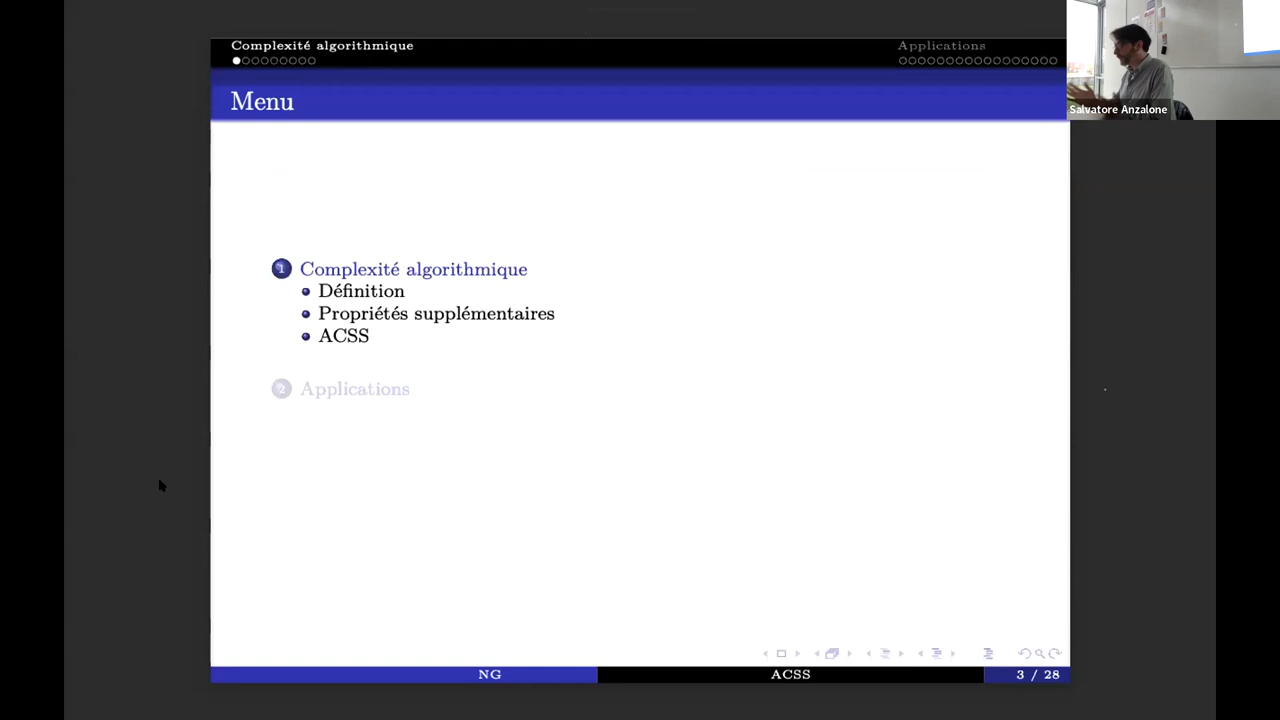 Complexité algorithmique
Applications
Menu
Salvatore Anzalone
1 Complexité algorithmique
Définition
Propriétés supplémentaires
ACSS
2 Applications
NG
ACSS
3 / 28